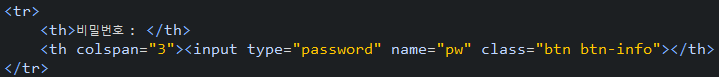 <tr>
    <th>비밀번호 : </th>
    <th colspan="3"><input type="password" name="pw" class="btn btn-info"></th>
</tr>